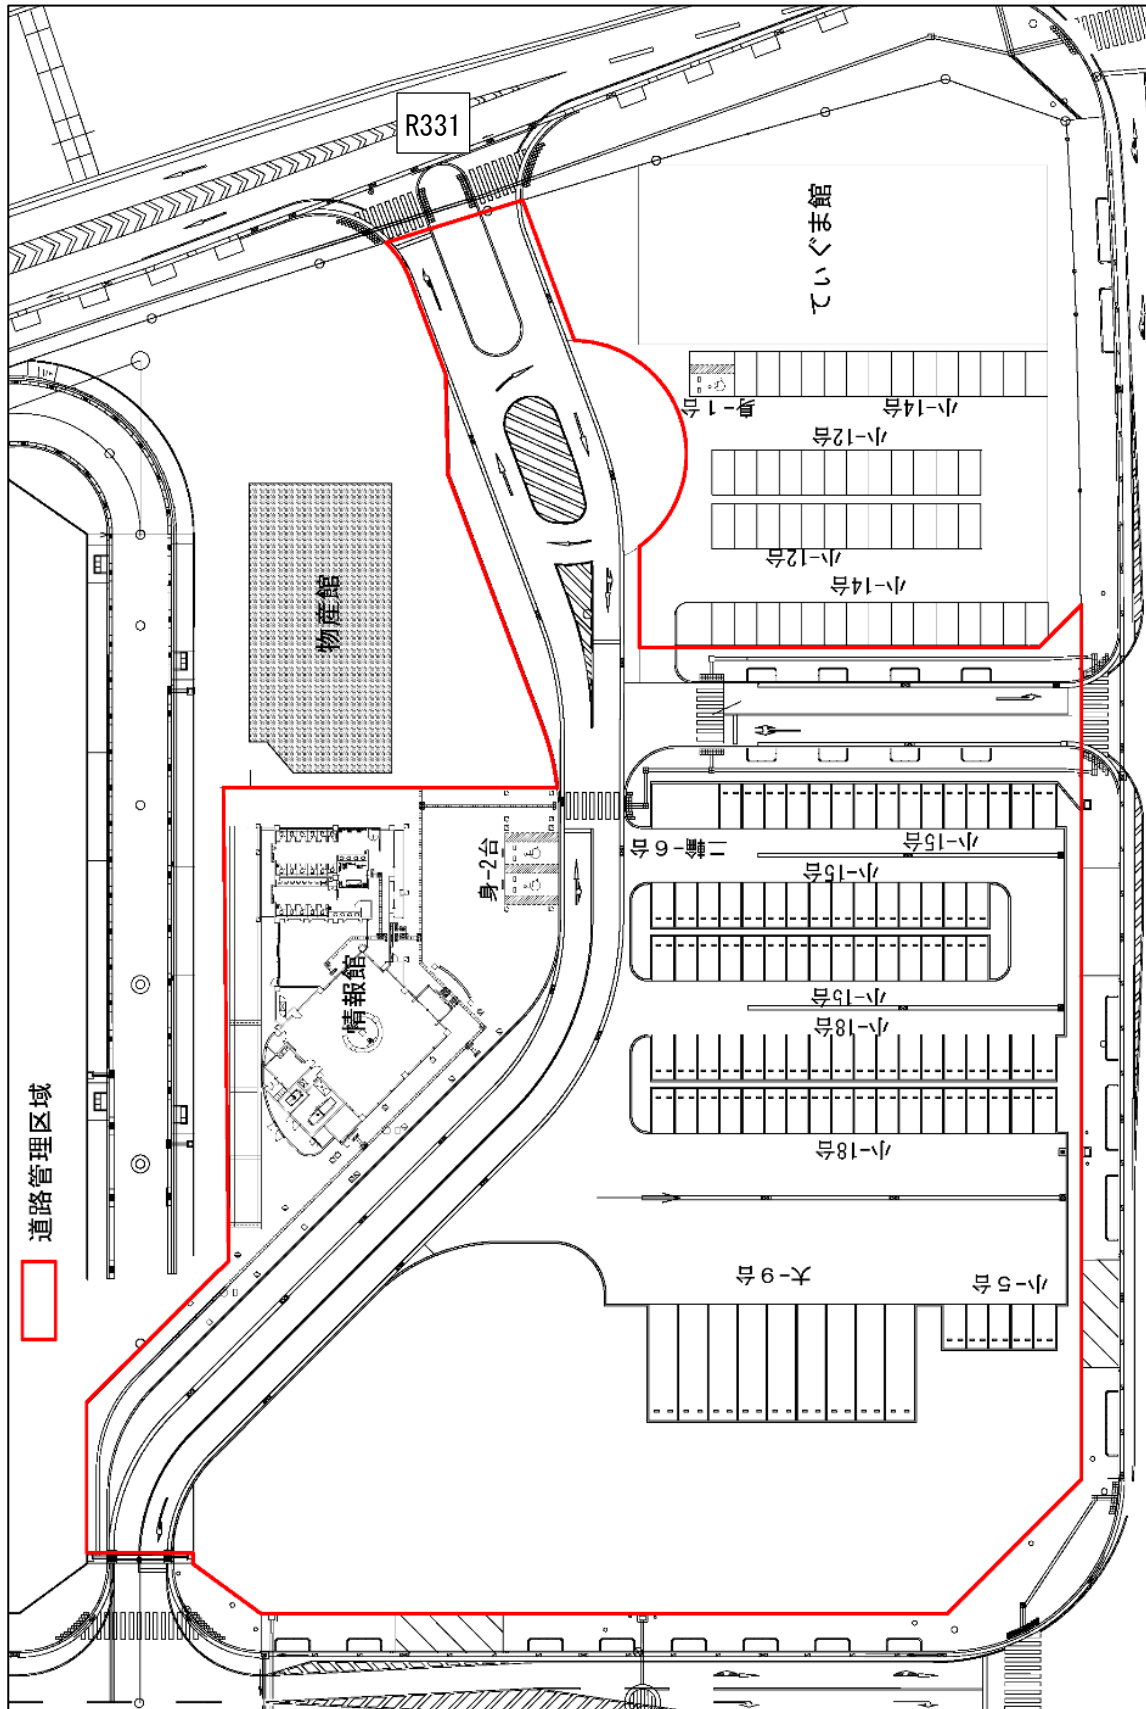 R331
ていぐま館
身-1台
小-14台
小-12台
小-12台
小-14台
物産館
二輪-6台
小-15台
身-2台
小-15台
情報館
小-15台
小-18台
道路管理区域
小-18台
大-9台
小-5台